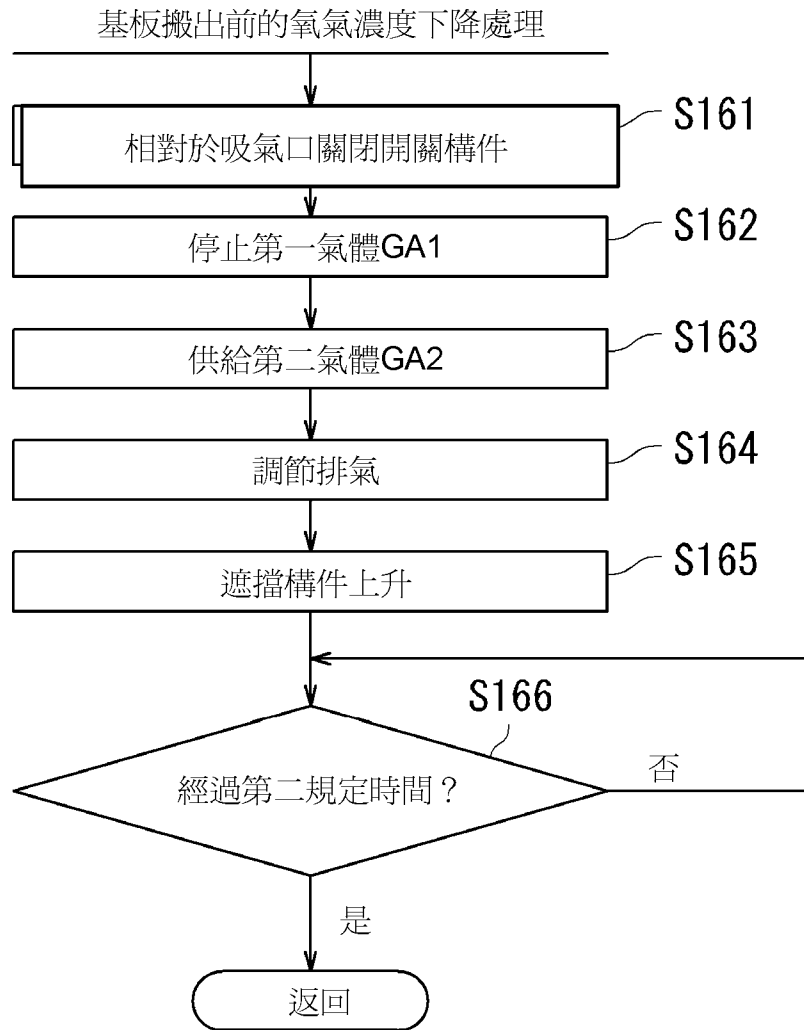 基板搬出前的氧氣濃度下降處理
相對於吸氣口關閉開關構件
S161
停止第一氣體GA1
S162
供給第二氣體GA2
S163
調節排氣
S164
遮擋構件上升
S165
S166
經過第二規定時間？
否
是
返回